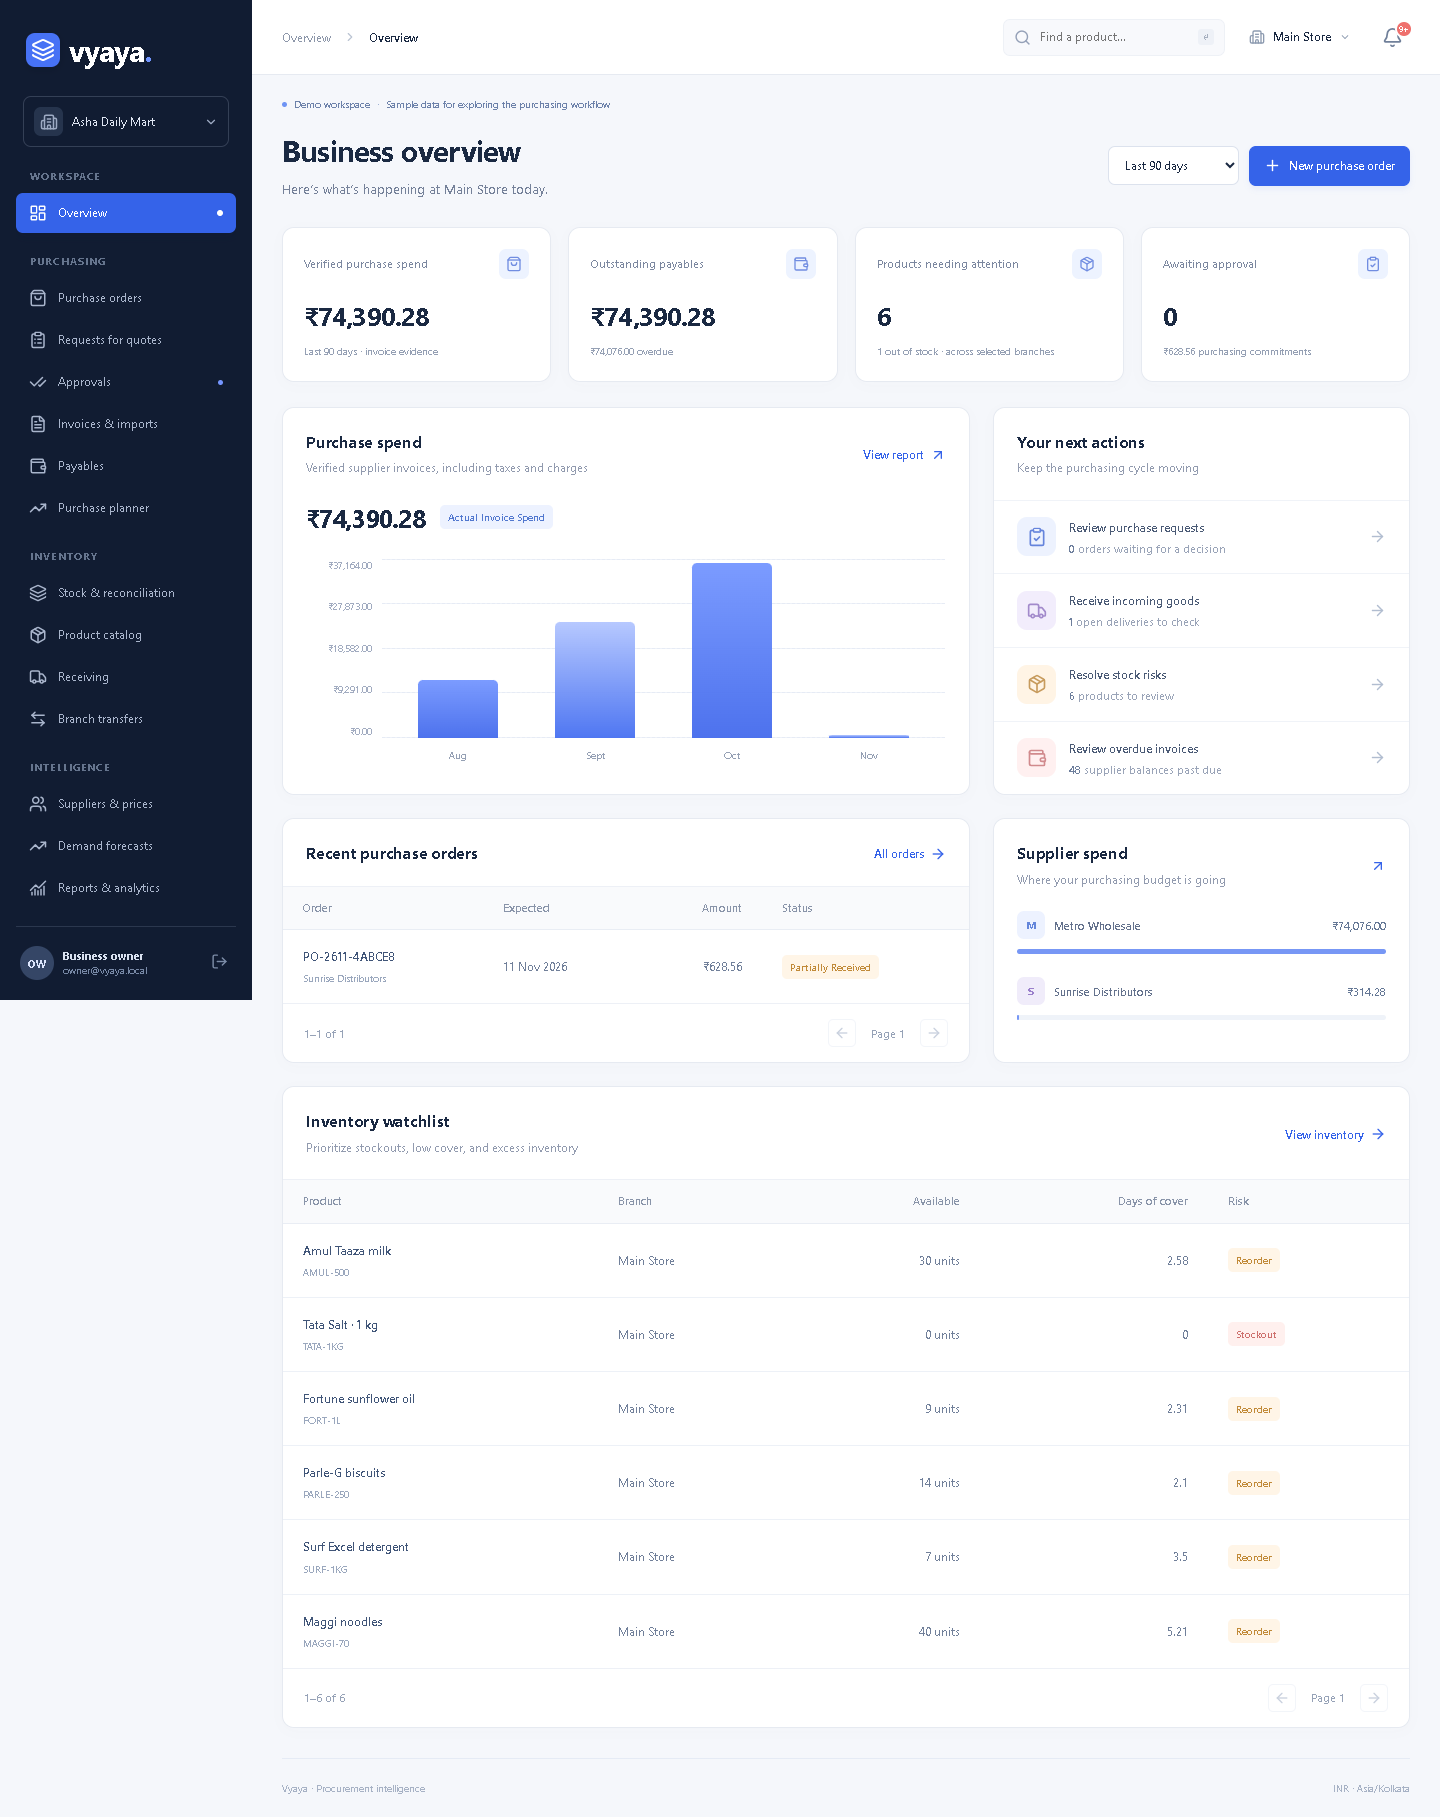 vyaya.
Asha Daily Mart
WORKSPACE
Overview
PURCHASING
Purchase orders
Requests for quotes
Approvals
Invoices & imports
Payables
Purchase planner
INVENTORY
Stock & reconciliation
Product catalog
Receiving
Branch transfers
INTELLIGENCE
Suppliers & prices
Demand forecasts
Reports & analytics
OW
Business owner
owner@vyaya.local
Overview
Overview
Find a product...
Main Store
9+
Demo workspace · Sample data for exploring the purchasing workflow
Business overview
Here's what's happening at Main Store today.
Last 90 days
New purchase order
Verified purchase spend
₹74,390.28
Last 90 days · invoice evidence
Outstanding payables
₹74,390.28
₹74,076.00 overdue
Products needing attention
6
1 out of stock · across selected branches
Awaiting approval
0
₹628.56 purchasing commitments
Purchase spend
Verified supplier invoices, including taxes and charges
View report
₹74,390.28
Actual Invoice Spend
₹37,164.00
₹27,873.00
₹18,582.00
₹9,291.00
₹0.00
Aug
Sept
Oct
Nov
Your next actions
Keep the purchasing cycle moving
Review purchase requests
0 orders waiting for a decision
Receive incoming goods
1 open deliveries to check
Resolve stock risks
6 products to review
Review overdue invoices
48 supplier balances past due
Recent purchase orders
All orders
Order Expected Amount Status
PO-2611-4ABCE8
Sunrise Distributors
11 Nov 2026
₹628.56
Partially Received
1–1 of 1
Page 1
Supplier spend
Where your purchasing budget is going
M Metro Wholesale ₹74,076.00
S Sunrise Distributors ₹314.28
Inventory watchlist
Prioritize stockouts, low cover, and excess inventory
View inventory
Product Branch Available Days of cover Risk
Amul Taaza milk
AMUL-500
Main Store 30 units 2.58 Reorder
Tata Salt · 1 kg
TATA-1KG
Main Store 0 units 0 Stockout
Fortune sunflower oil
FORT-1L
Main Store 9 units 2.31 Reorder
Parle-G biscuits
PARLE-250
Main Store 14 units 2.1 Reorder
Surf Excel detergent
SURF-1KG
Main Store 7 units 3.5 Reorder
Maggi noodles
MAGGI-70
Main Store 40 units 5.21 Reorder
1–6 of 6
Page 1
Vyaya · Procurement intelligence
INR · Asia/Kolkata